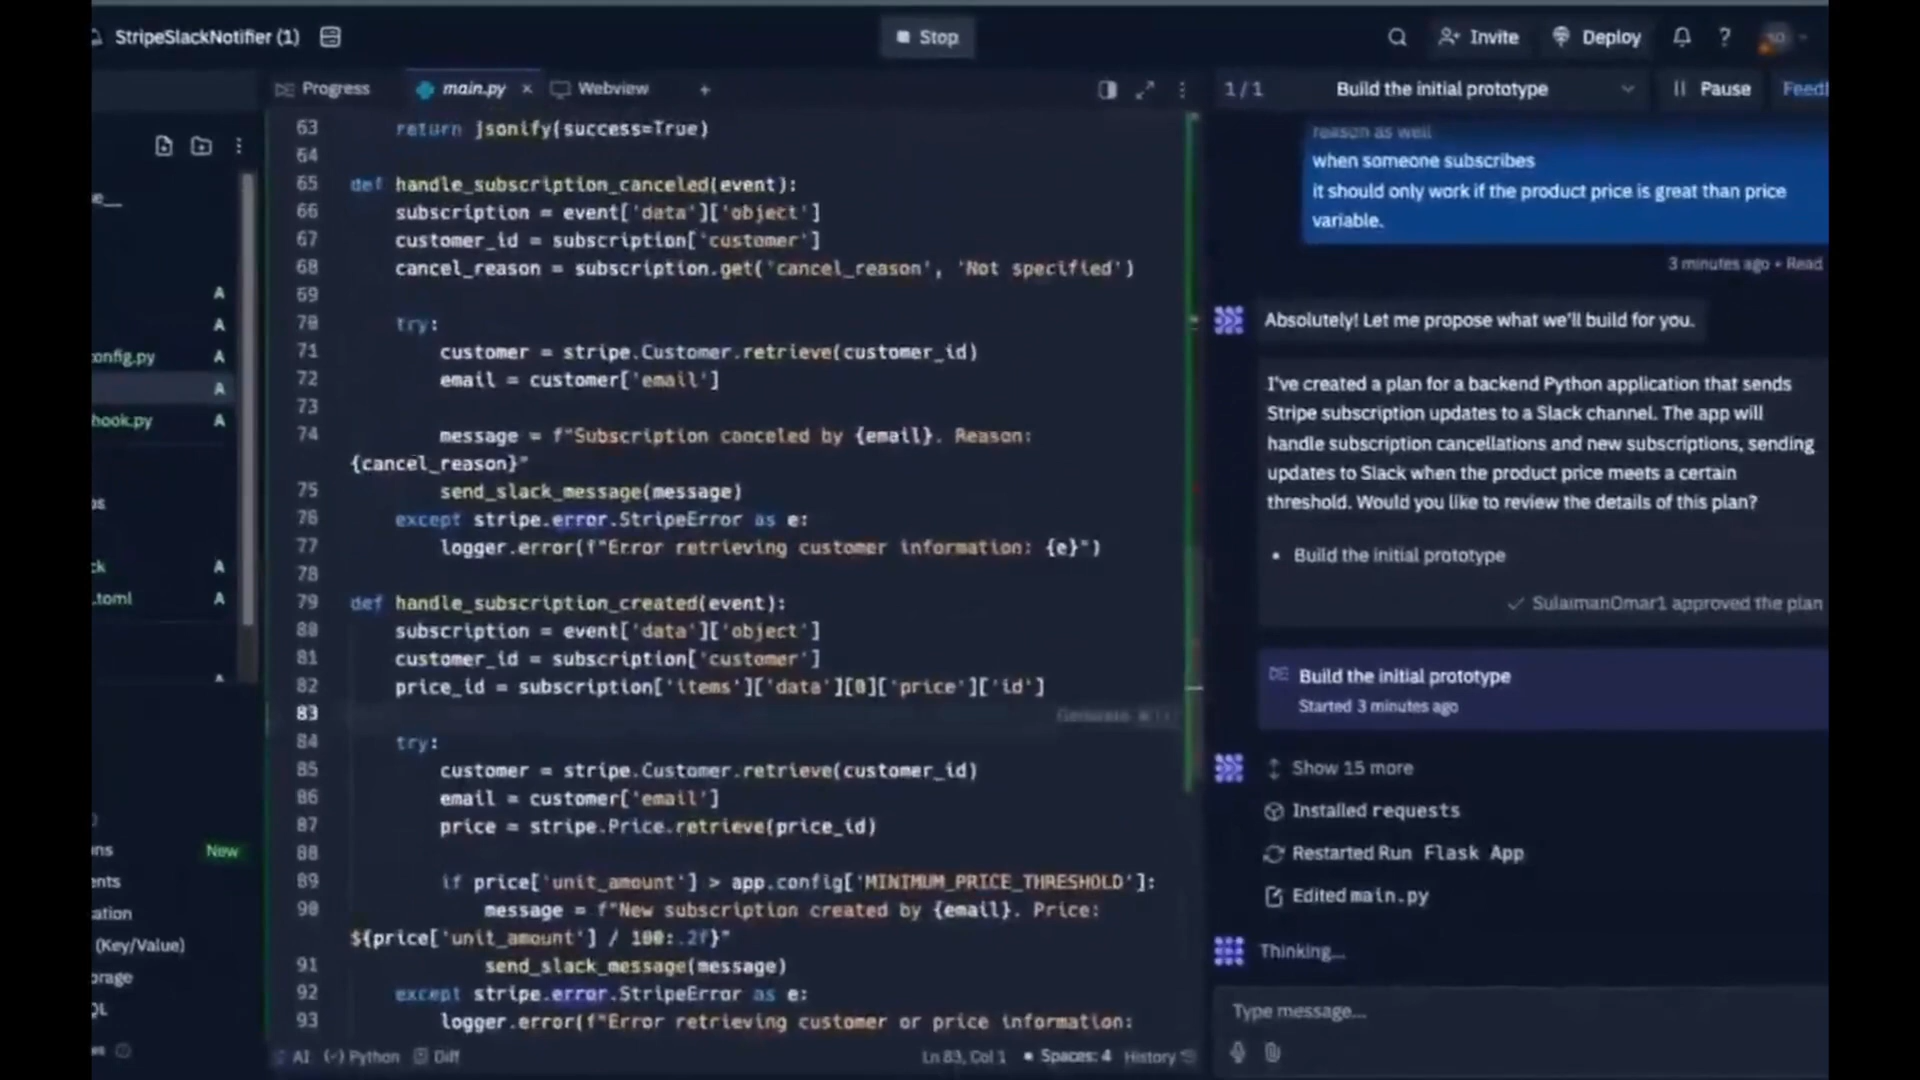 StripeSlackNotifier (1)
Stop
Invite
Deploy
Progress
main.py
Webview
1/1
Build the initial prototype
Pause
63 return jsonify(success=True)
64
65 def handle_subscription_canceled(event):
66 subscription = event['data']['object']
67 customer_id = subscription['customer']
68 cancel_reason = subscription.get('cancel_reason', 'Not specified')
69
70 try:
71 customer = stripe.Customer.retrieve(customer_id)
72 email = customer['email']
73
74 message = f"Subscription canceled by {email}. Reason:
{cancel_reason}"
75 send_slack_message(message)
76 except stripe.error.StripeError as e:
77 logger.error(f"Error retrieving customer information: {e}")
78
79 def handle_subscription_created(event):
80 subscription = event['data']['object']
81 customer_id = subscription['customer']
82 price_id = subscription['items']['data'][0]['price']['id']
83
Generate
84 try:
85 customer = stripe.Customer.retrieve(customer_id)
86 email = customer['email']
87 price = stripe.Price.retrieve(price_id)
88
89 if price['unit_amount'] > app.config['MINIMUM_PRICE_THRESHOLD']:
90 message = f"New subscription created by {email}. Price:
${price['unit_amount'] / 100:.2f}"
91 send_slack_message(message)
92 except stripe.error.StripeError as e:
93 logger.error(f"Error retrieving customer or price information:
AI
Python
Diff
Ln 83, Col 1
Spaces: 4
History
A
A
onfig.py A
A
hook.py A
ck A
.toml A
New
(Key/Value)
reason as well
when someone subscribes
it should only work if the product price is great than price
variable.
3 minutes ago • Read
Absolutely! Let me propose what we'll build for you.
I've created a plan for a backend Python application that sends
Stripe subscription updates to a Slack channel. The app will
handle subscription cancellations and new subscriptions, sending
updates to Slack when the product price meets a certain
threshold. Would you like to review the details of this plan?
• Build the initial prototype
SulaimanOmar1 approved the plan
Build the initial prototype
Started 3 minutes ago
Show 15 more
Installed requests
Restarted Run Flask App
Edited main.py
Thinking...
Type message...